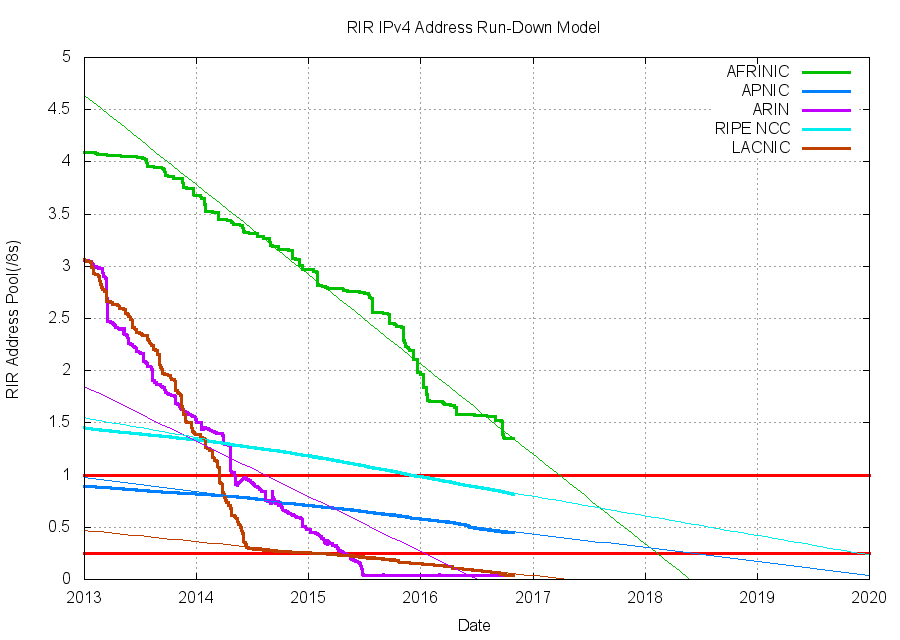 RIR IPv4 Address Run-Down Model
AFRINIC
APNIC
ARIN
RIPE NCC
LACNIC
RIR Address Pool(/8s)
5
4.5
4
3.5
3
2.5
2
1.5
1
0.5
0
2013 2014 2015 2016 2017 2018 2019 2020
Date